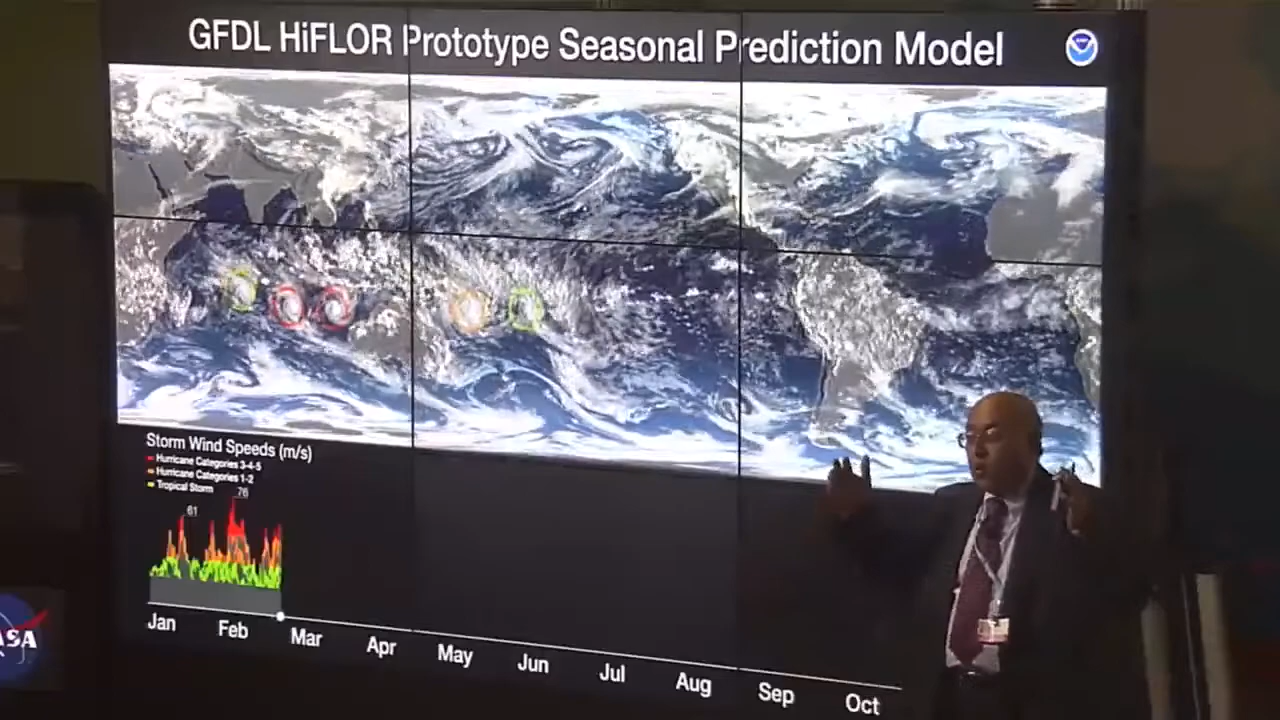 GFDL HiFLOR Prototype Seasonal Prediction Model
Storm Wind Speeds (m/s)
Hurricane Categories 3-4-5
Hurricane Categories 1-2
Tropical Storm
76
61
Jan Feb Mar Apr May Jun Jul Aug Sep Oct
ASA